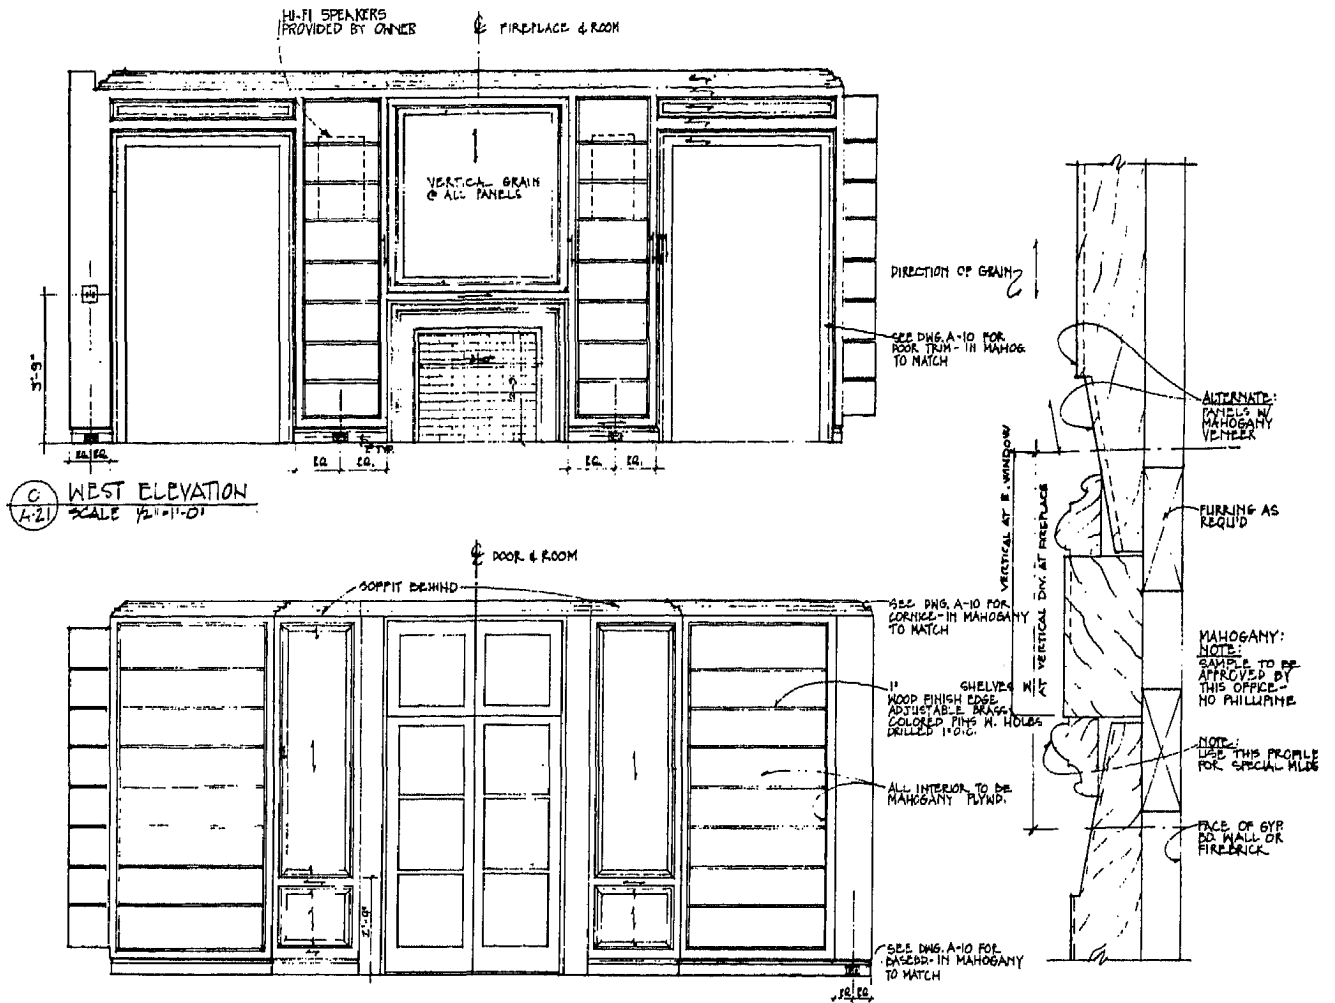 HI-FI SPEAKERS
PROVIDED BY OWNER
℄ FIREPLACE & ROOM
VERTICAL GRAIN
@ ALL PANELS
DIRECTION OF GRAIN
SEE DWG. A-10 FOR
DOOR TRIM - IN MAHOG.
TO MATCH
3'-9"
TYP.
EQ. EQ.
EQ. EQ.
EQ. EQ.
C
A-21
WEST ELEVATION
SCALE 1/2"=1'-0"
ALTERNATE:
PANELS W/
MAHOGANY
VENEER
VERTICAL AT E. WINDOW
AT VERTICAL DIV. AT FIREPLACE
FURRING AS
REQU'D
℄ DOOR & ROOM
SOFFIT BEHIND
SEE DWG. A-10 FOR
CORNICE - IN MAHOGANY
TO MATCH
MAHOGANY:
NOTE:
SAMPLE TO BE
APPROVED BY
THIS OFFICE -
NO PHILLIPINE
1" SHELVES W/
WOOD FINISH EDGE
ADJUSTABLE BRASS
COLORED PINS W. HOLES
DRILLED 1" O.C.
NOTE:
USE THIS PROFILE
FOR SPECIAL MLDG
ALL INTERIOR TO BE
MAHOGANY PLYWD.
FACE OF GYP.
BD. WALL OR
FIREBRICK
2'-9"
SEE DWG. A-10 FOR
BASEBD. - IN MAHOGANY
TO MATCH
EQ. EQ.